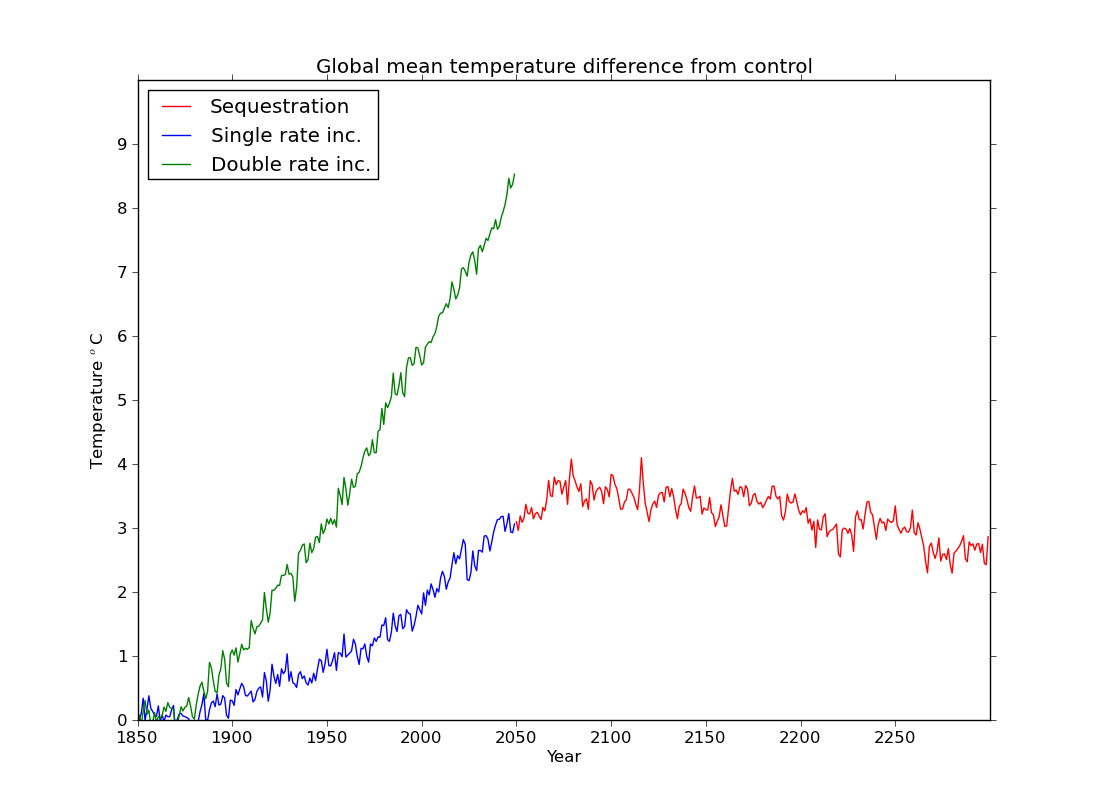 Global mean temperature difference from control
Sequestration
Single rate inc.
Double rate inc.
9
8
7
6
5
4
3
2
1
0
Temperature ° C
1850 1900 1950 2000 2050 2100 2150 2200 2250
Year